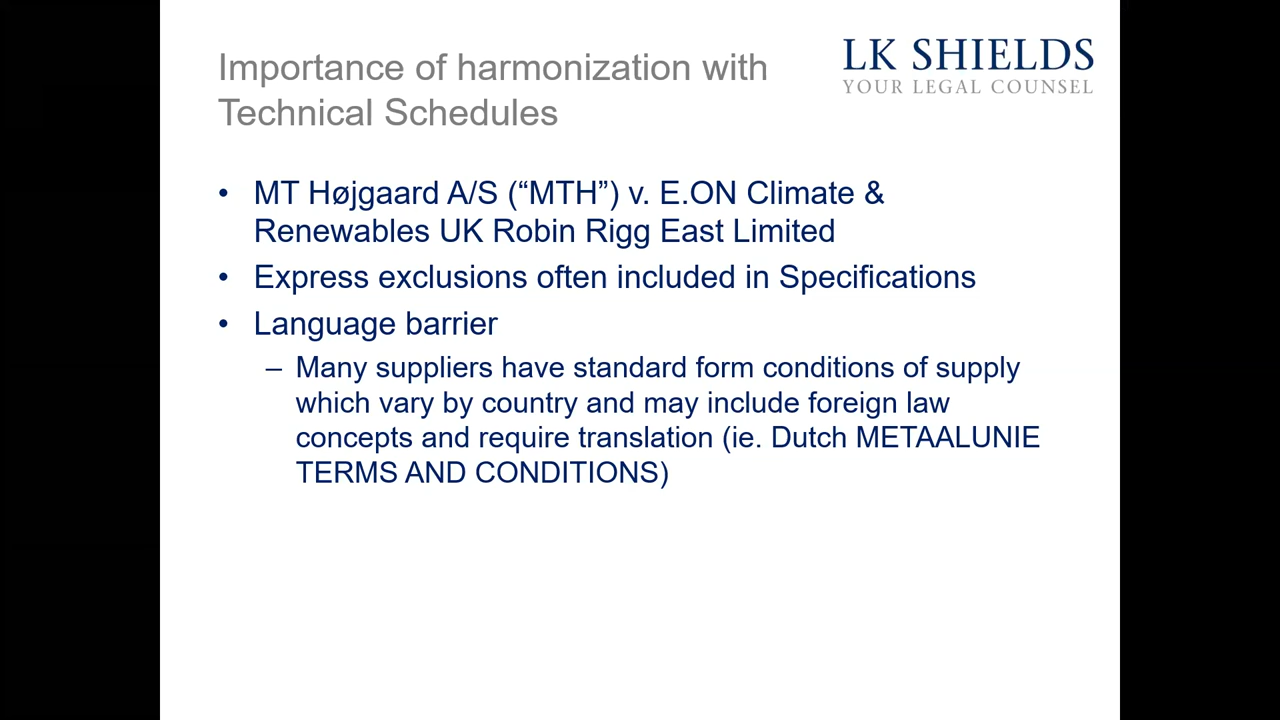 Importance of harmonization with
Technical Schedules
LK SHIELDS
YOUR LEGAL COUNSEL
• MT Højgaard A/S (“MTH”) v. E.ON Climate &
Renewables UK Robin Rigg East Limited
• Express exclusions often included in Specifications
• Language barrier
– Many suppliers have standard form conditions of supply
which vary by country and may include foreign law
concepts and require translation (ie. Dutch METAALUNIE
TERMS AND CONDITIONS)